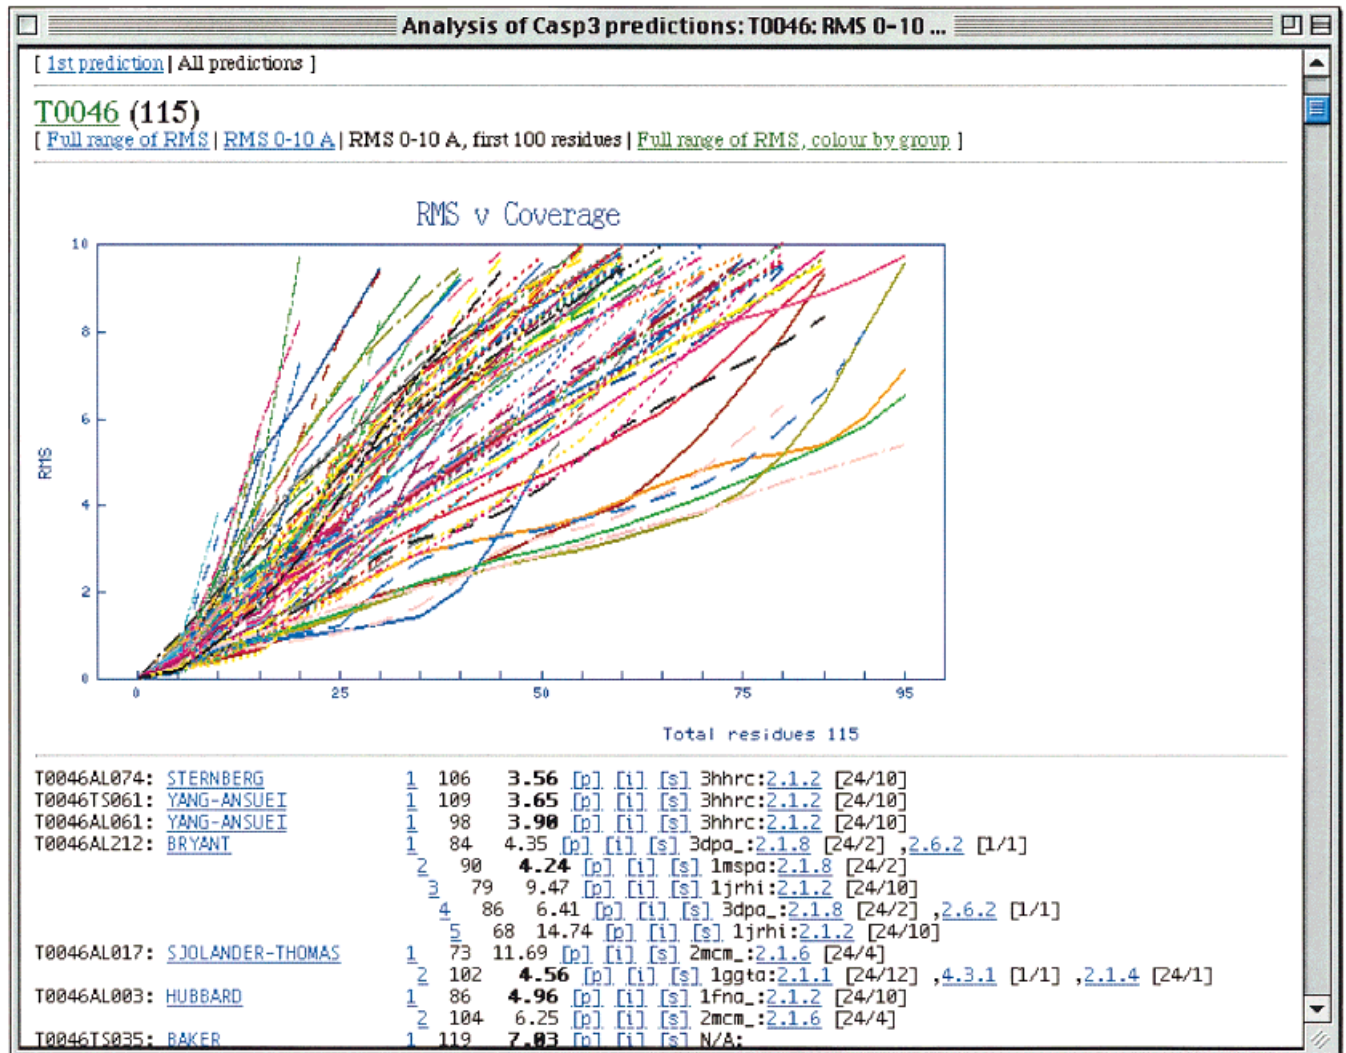 Analysis of Casp3 predictions: T0046: RMS 0-10 ...
[ 1st prediction | All predictions ]
T0046 (115)
[ Full range of RMS | RMS 0-10 A | RMS 0-10 A, first 100 residues | Full range of RMS, colour by group ]
RMS v Coverage
10
8
6
4
2
0
RMS
0 25 50 75 95
Total residues 115
T0046AL074: STERNBERG 1 106 3.56 [p] [i] [s] 3hhrc:2.1.2 [24/10]
T0046TS061: YANG-ANSUEI 1 109 3.65 [p] [i] [s] 3hhrc:2.1.2 [24/10]
T0046AL061: YANG-ANSUEI 1 98 3.90 [p] [i] [s] 3hhrc:2.1.2 [24/10]
T0046AL212: BRYANT 1 84 4.35 [p] [i] [s] 3dpa_:2.1.8 [24/2] ,2.6.2 [1/1]
2 90 4.24 [p] [i] [s] 1mspa:2.1.8 [24/2]
3 79 9.47 [p] [i] [s] 1jrhi:2.1.2 [24/10]
4 86 6.41 [p] [i] [s] 3dpa_:2.1.8 [24/2] ,2.6.2 [1/1]
5 68 14.74 [p] [i] [s] 1jrhi:2.1.2 [24/10]
T0046AL017: SJOLANDER-THOMAS 1 73 11.69 [p] [i] [s] 2mcm_:2.1.6 [24/4]
2 102 4.56 [p] [i] [s] 1ggta:2.1.1 [24/12] ,4.3.1 [1/1] ,2.1.4 [24/1]
T0046AL003: HUBBARD 1 86 4.96 [p] [i] [s] 1fna_:2.1.2 [24/10]
2 104 6.25 [p] [i] [s] 2mcm_:2.1.6 [24/4]
T0046TS035: BAKER 1 119 7.03 [p] [i] [s] N/A: